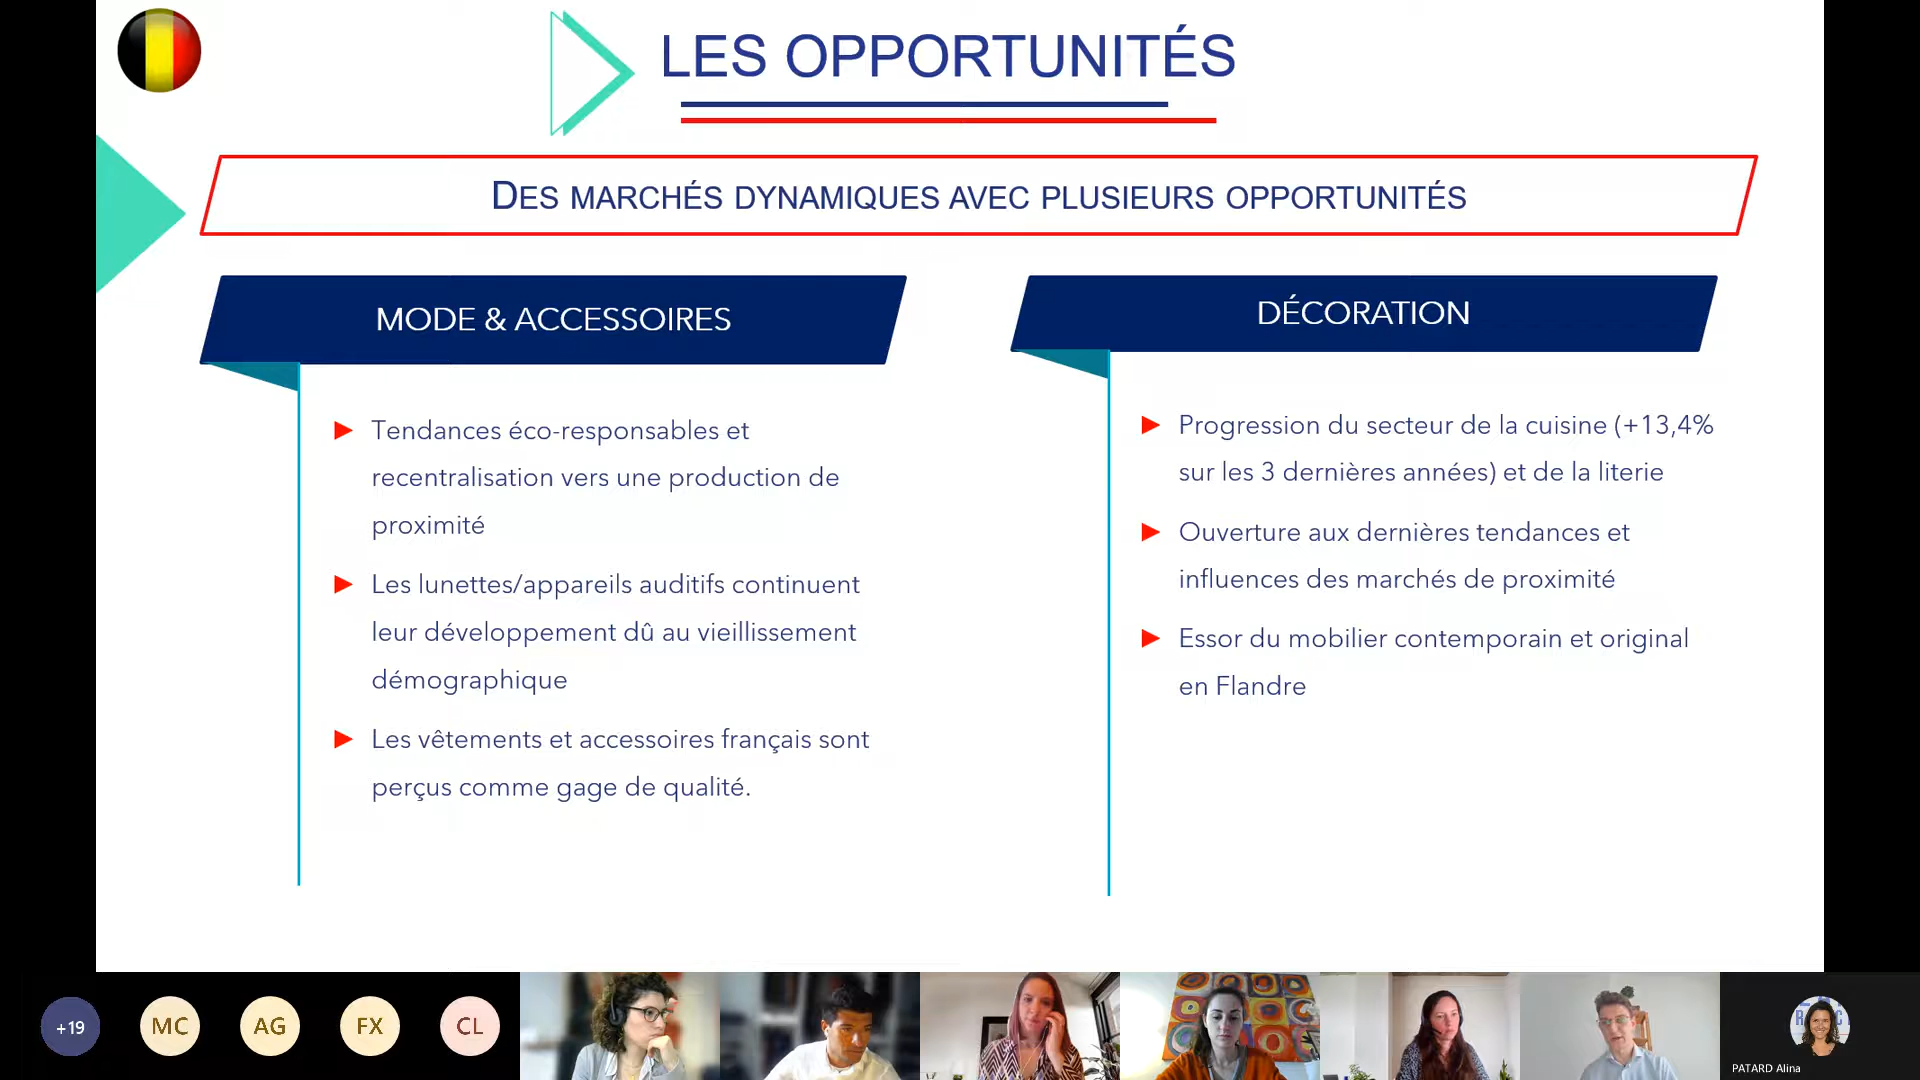 LES OPPORTUNITÉS
DES MARCHÉS DYNAMIQUES AVEC PLUSIEURS OPPORTUNITÉS
MODE & ACCESSOIRES
Tendances éco-responsables et
recentralisation vers une production de
proximité
Les lunettes/appareils auditifs continuent
leur développement dû au vieillissement
démographique
Les vêtements et accessoires français sont
perçus comme gage de qualité.
DÉCORATION
Progression du secteur de la cuisine (+13,4%
sur les 3 dernières années) et de la literie
Ouverture aux dernières tendances et
influences des marchés de proximité
Essor du mobilier contemporain et original
en Flandre
+19
MC
AG
FX
CL
PATARD Alina